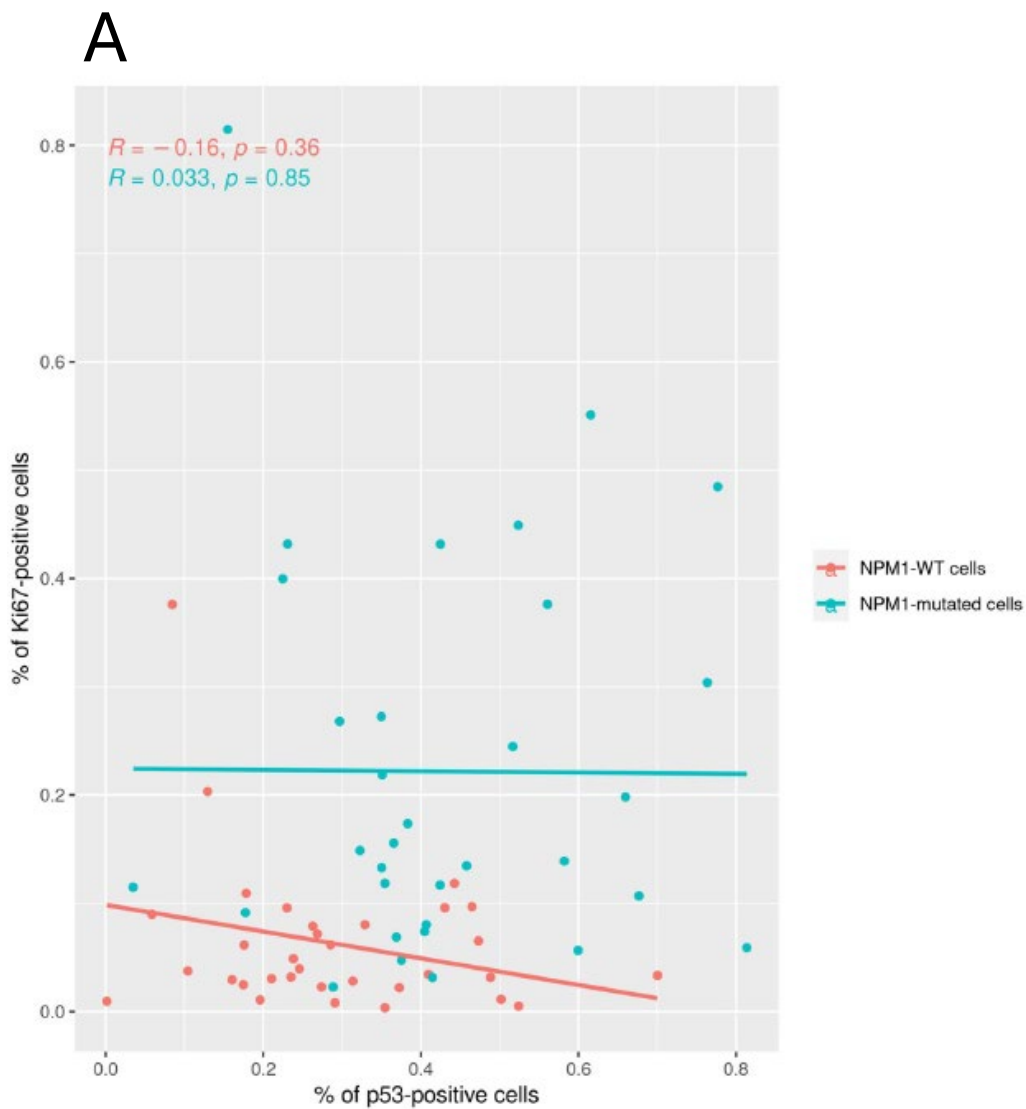 A
R = −0.16, p = 0.36
R = 0.033, p = 0.85
0.8
0.6
0.4
0.2
0.0
% of Ki67-positive cells
0.0 0.2 0.4 0.6 0.8
% of p53-positive cells
NPM1-WT cells
NPM1-mutated cells